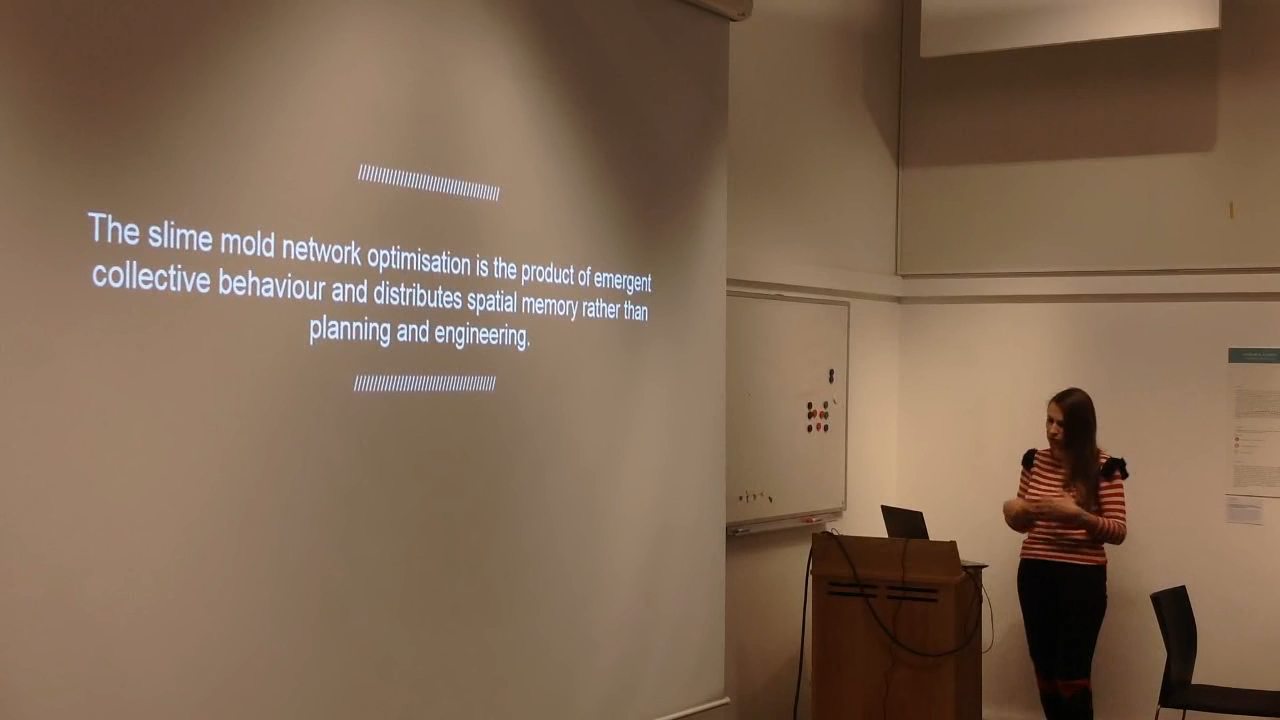 ////////////////////////////////////
The slime mold network optimisation is the product of emergent
collective behaviour and distributes spatial memory rather than
planning and engineering.
////////////////////////////////////